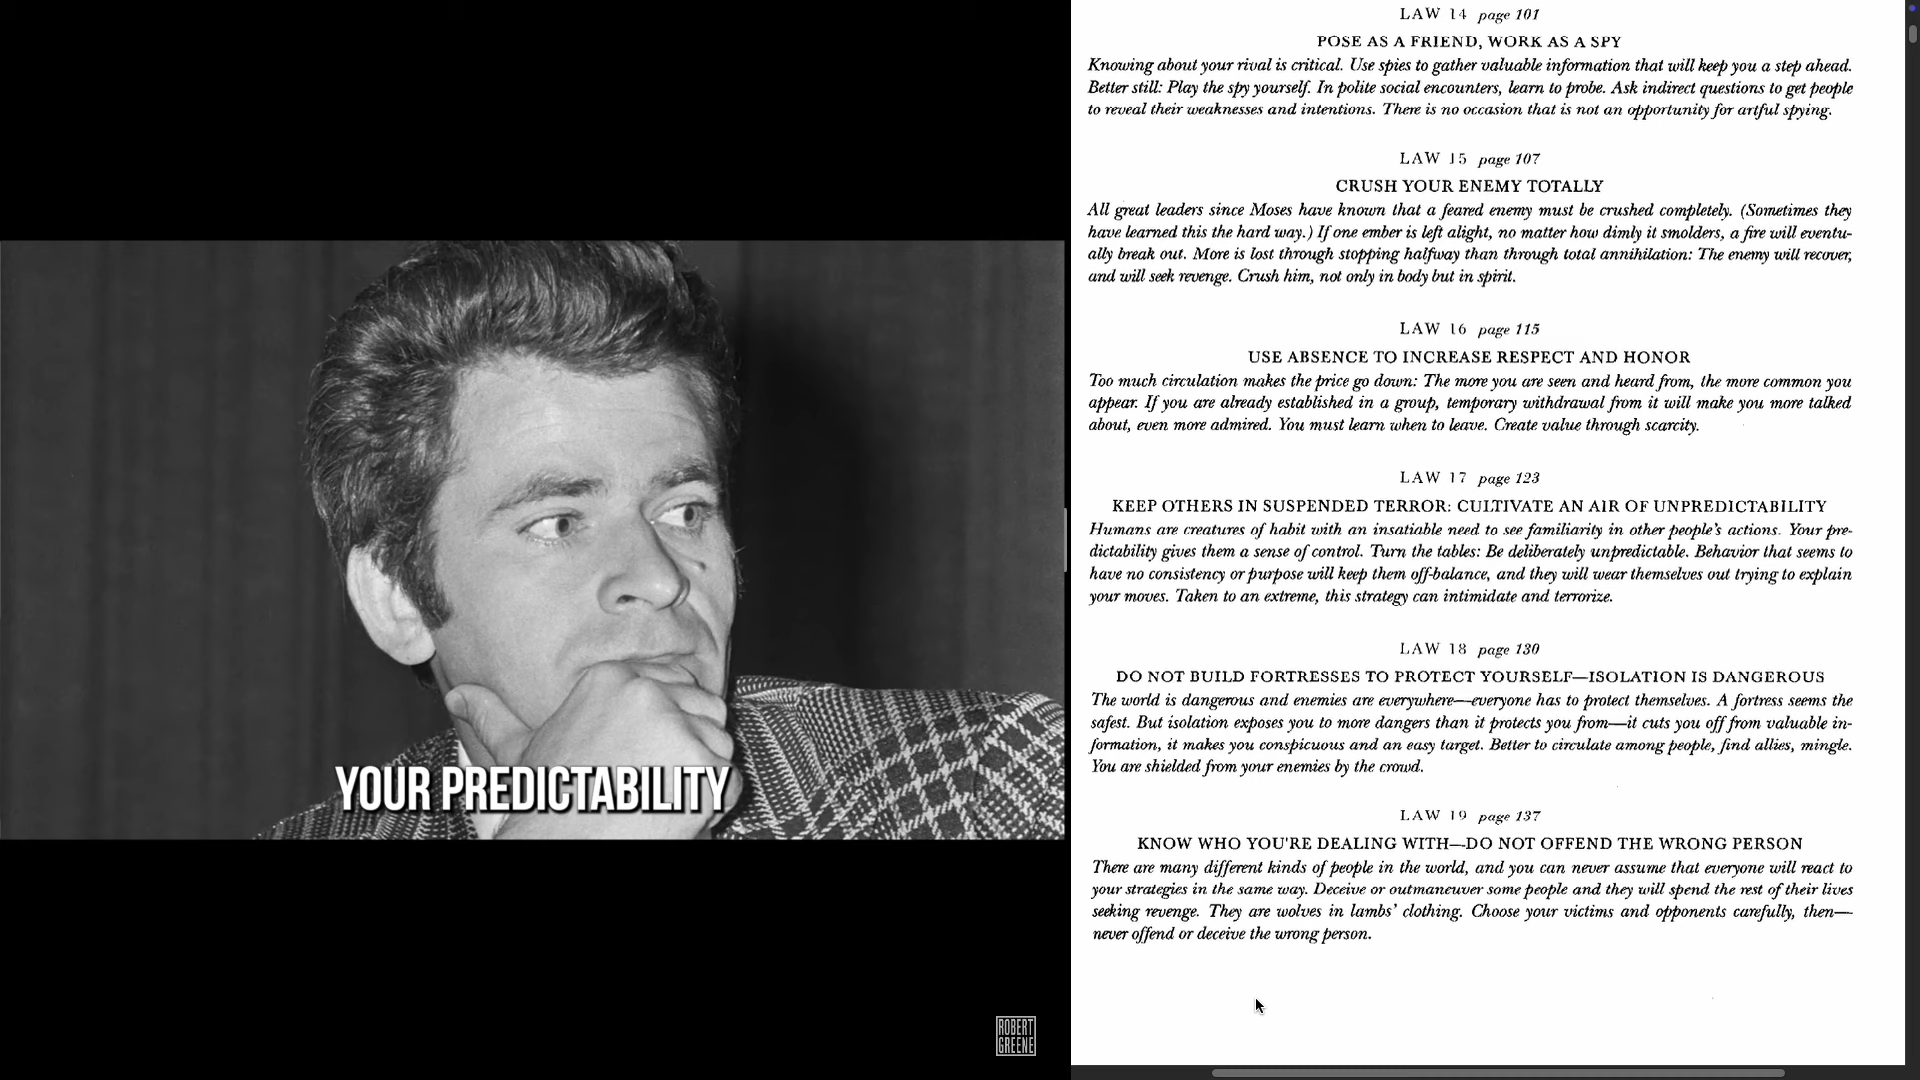 YOUR PREDICTABILITY
ROBERT
GREENE
LAW 14 page 101
POSE AS A FRIEND, WORK AS A SPY
Knowing about your rival is critical. Use spies to gather valuable information that will keep you a step ahead.
Better still: Play the spy yourself. In polite social encounters, learn to probe. Ask indirect questions to get people
to reveal their weaknesses and intentions. There is no occasion that is not an opportunity for artful spying.
LAW 15 page 107
CRUSH YOUR ENEMY TOTALLY
All great leaders since Moses have known that a feared enemy must be crushed completely. (Sometimes they
have learned this the hard way.) If one ember is left alight, no matter how dimly it smolders, a fire will eventu-
ally break out. More is lost through stopping halfway than through total annihilation: The enemy will recover,
and will seek revenge. Crush him, not only in body but in spirit.
LAW 16 page 115
USE ABSENCE TO INCREASE RESPECT AND HONOR
Too much circulation makes the price go down: The more you are seen and heard from, the more common you
appear. If you are already established in a group, temporary withdrawal from it will make you more talked
about, even more admired. You must learn when to leave. Create value through scarcity.
LAW 17 page 123
KEEP OTHERS IN SUSPENDED TERROR: CULTIVATE AN AIR OF UNPREDICTABILITY
Humans are creatures of habit with an insatiable need to see familiarity in other people's actions. Your pre-
dictability gives them a sense of control. Turn the tables: Be deliberately unpredictable. Behavior that seems to
have no consistency or purpose will keep them off-balance, and they will wear themselves out trying to explain
your moves. Taken to an extreme, this strategy can intimidate and terrorize.
LAW 18 page 130
DO NOT BUILD FORTRESSES TO PROTECT YOURSELF—ISOLATION IS DANGEROUS
The world is dangerous and enemies are everywhere—everyone has to protect themselves. A fortress seems the
safest. But isolation exposes you to more dangers than it protects you from—it cuts you off from valuable in-
formation, it makes you conspicuous and an easy target. Better to circulate among people, find allies, mingle.
You are shielded from your enemies by the crowd.
LAW 19 page 137
KNOW WHO YOU'RE DEALING WITH—DO NOT OFFEND THE WRONG PERSON
There are many different kinds of people in the world, and you can never assume that everyone will react to
your strategies in the same way. Deceive or outmaneuver some people and they will spend the rest of their lives
seeking revenge. They are wolves in lambs' clothing. Choose your victims and opponents carefully, then—
never offend or deceive the wrong person.